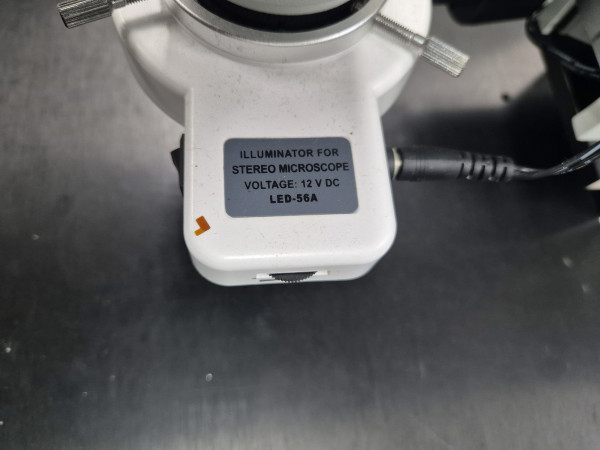 ILLUMINATOR FOR
STEREO MICROSCOPE
VOLTAGE: 12 V DC
LED-56A